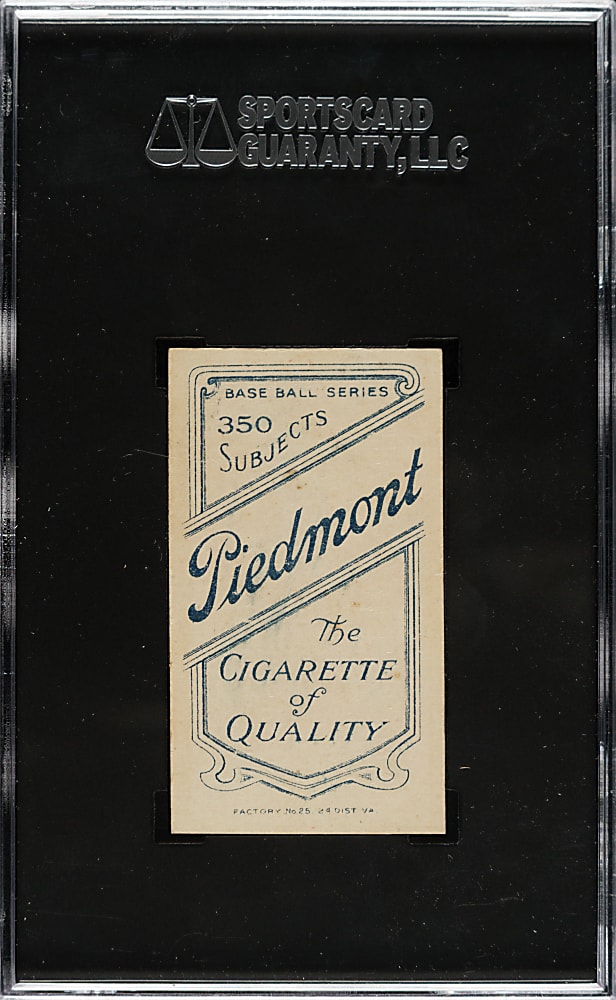 SPORTSCARD
GUARANTY, LLC
BASE BALL SERIES
350
SUBJECTS
Piedmont
The
CIGARETTE
of
QUALITY
FACTORY No. 25, 24 DIST VA